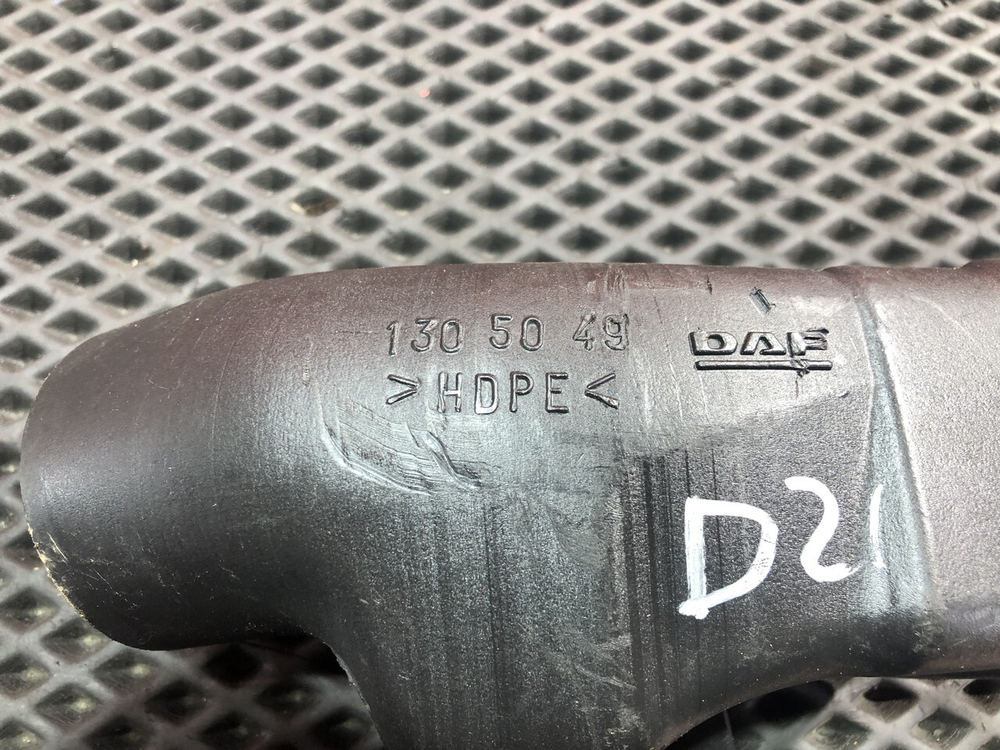 130 50 49
DAF
>HDPE<
D21